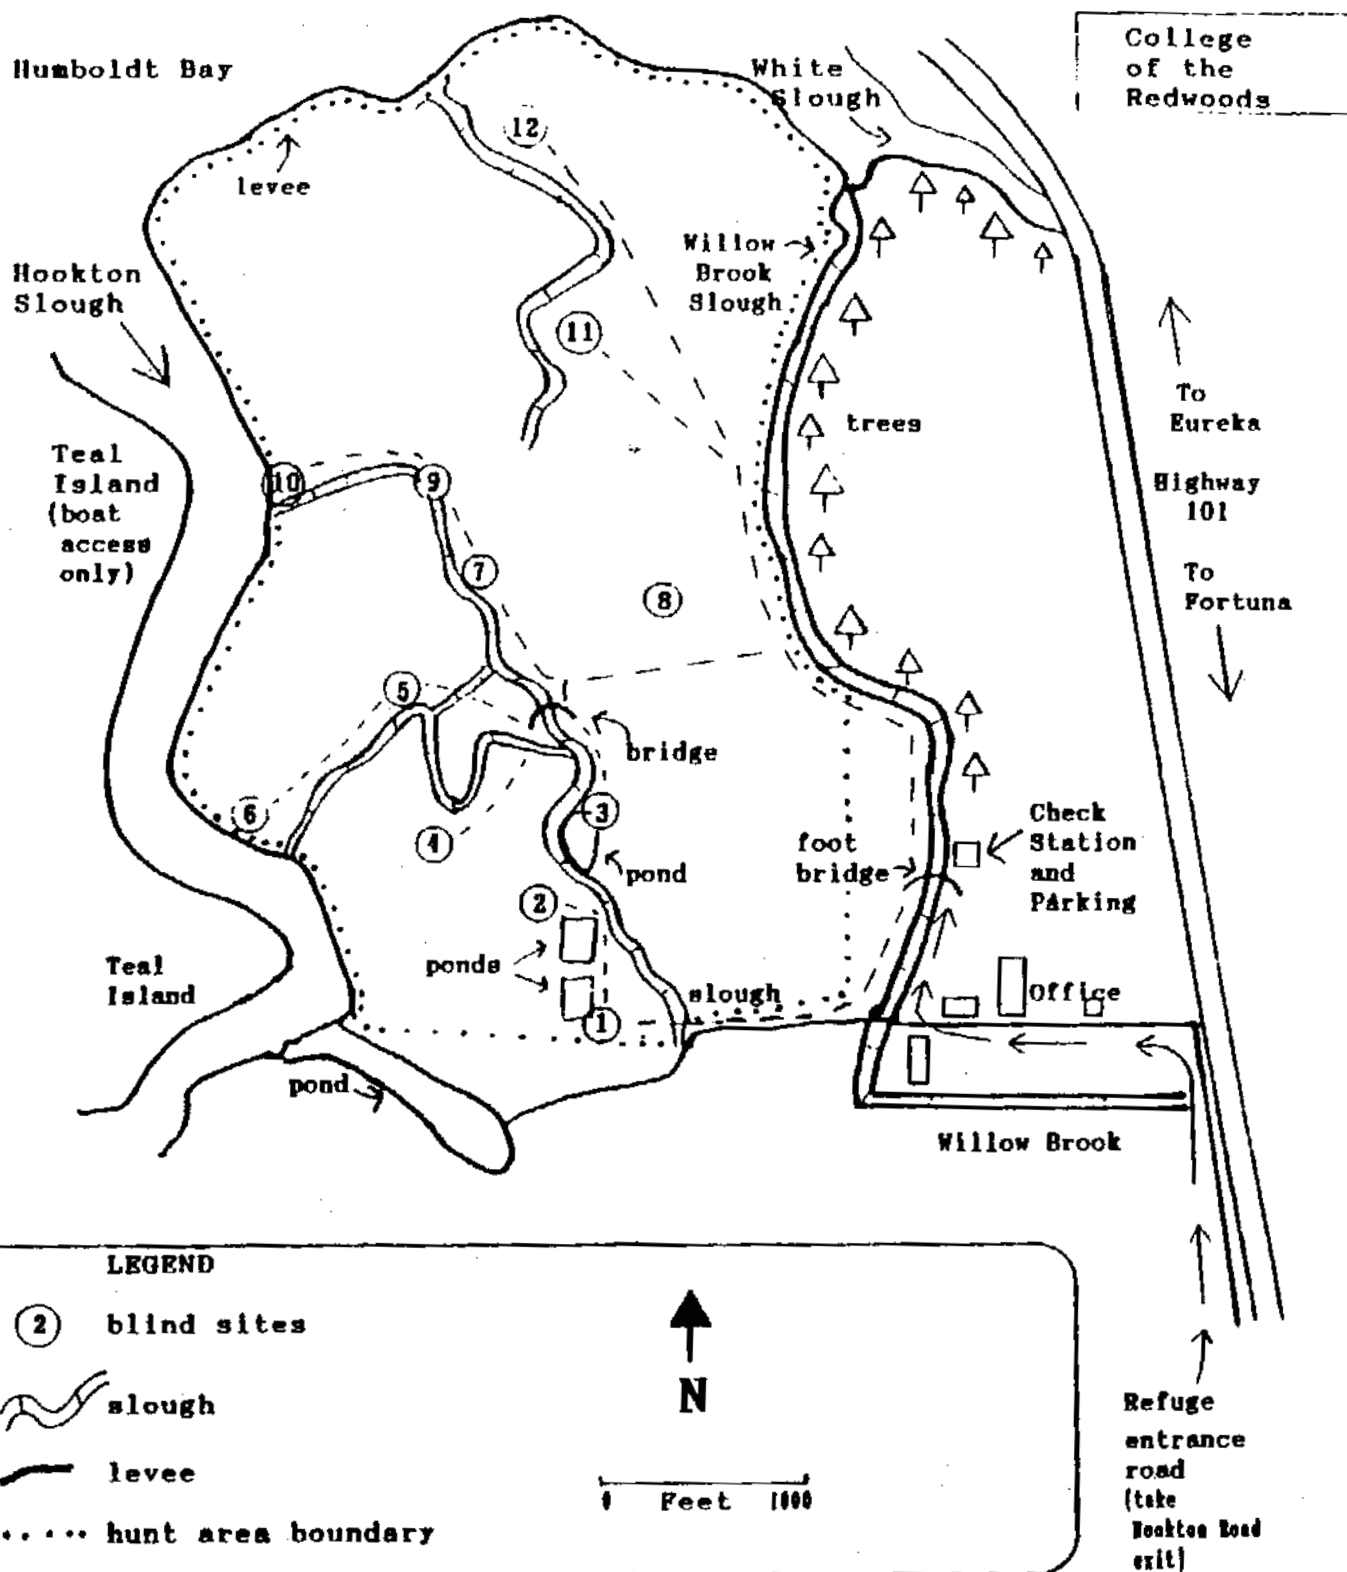 Humboldt Bay
College
of the
Redwoods
White
Slough
12
levee
Willow
Brook
Slough
Hookton
Slough
11
To
Eureka
trees
Teal
Island
(boat
access
only)
10
9
Highway
101
7
8
To
Fortuna
5
bridge
6
3
4
foot
bridge
Check
Station
and
Parking
pond
2
ponds
Teal
Island
slough
Office
1
pond
Willow Brook
LEGEND
2 blind sites
slough
levee
hunt area boundary
N
0 Feet 1000
Refuge
entrance
road
(take
Hookton Road
exit)